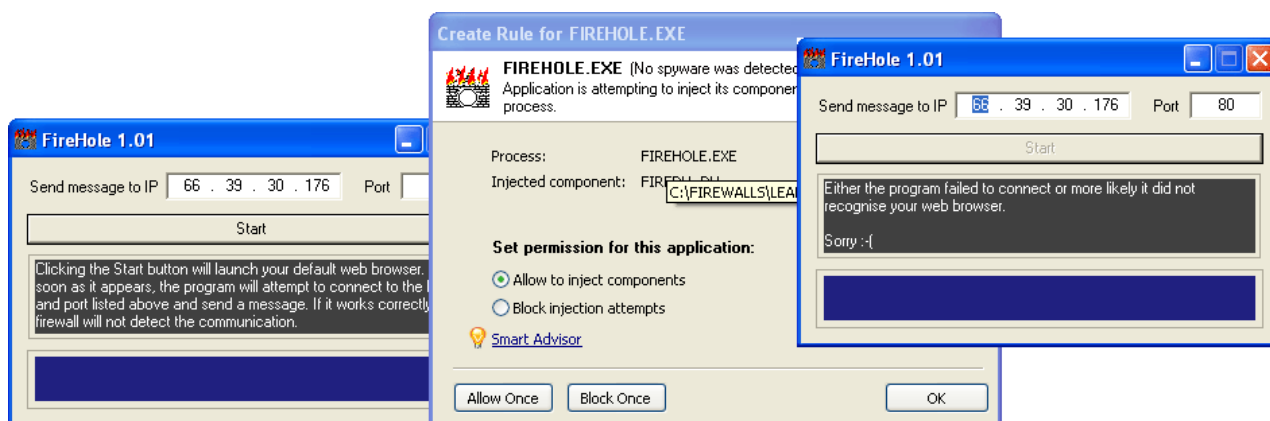 FireHole 1.01
Send message to IP 66 . 39 . 30 . 176 Port
Start
Clicking the Start button will launch your default web browser.
soon as it appears, the program will attempt to connect to the
and port listed above and send a message. If it works correctly
firewall will not detect the communication.
Create Rule for FIREHOLE.EXE
FIREHOLE.EXE (No spyware was detected
Application is attempting to inject its
process.
Process: FIREHOLE.EXE
Injected component:
C:\FIREWALLS\LEA
Set permission for this application:
Allow to inject components
Block injection attempts
Smart Advisor
Allow Once Block Once OK
FireHole 1.01
Send message to IP 66 . 39 . 30 . 176 Port 80
Start
Either the program failed to connect or more likely it did not
recognise your web browser.
Sorry :-(